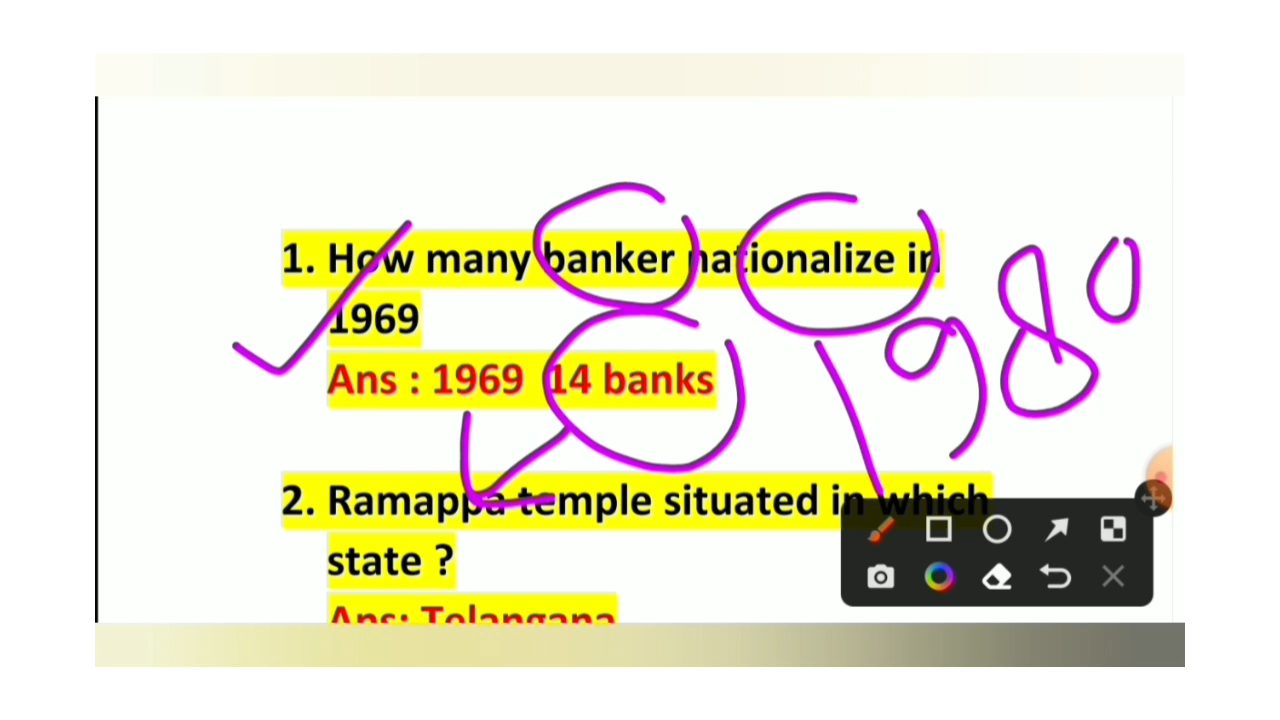 1. How many banker nationalize in
1969
Ans : 1969 14 banks
1980
2. Ramappa temple situated in which
state ?
Ans: Telangana